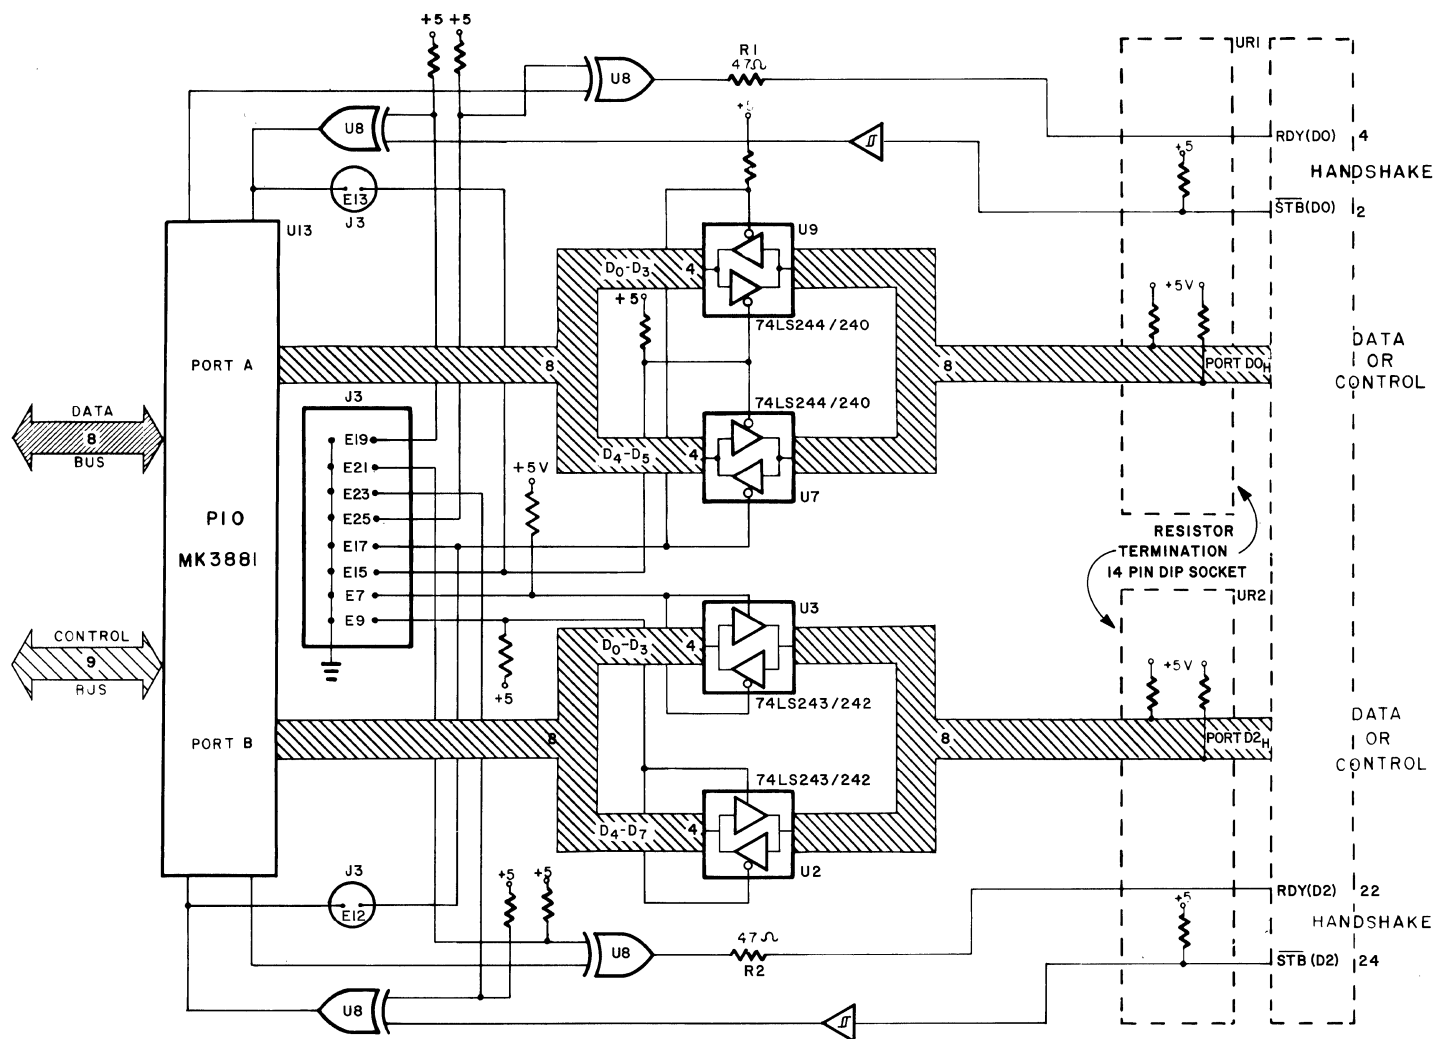 +5 +5
R1
47Ω
+5
UR1
U8
U8
RDY(D0) 4
+5
HANDSHAKE
STB(D0) 2
E13
J3
U13
U9
D0-D3 4
+5
74LS244/240
+5V
PORT A
8
8
PORT D0H
DATA
OR
CONTROL
J3
74LS244/240
DATA
8
BUS
E19
E21
E23
E25
E17
E15
E7
E9
+5V
D4-D5 4
U7
PIO
MK3881
RESISTOR
TERMINATION
14 PIN DIP SOCKET
UR2
U3
CONTROL
9
BUS
D0-D3 4
+5
74LS243/242
+5V
PORT B
8
8
PORT D2H
DATA
OR
CONTROL
74LS243/242
D4-D7 4
U2
J3
E12
+5 +5
RDY(D2) 22
+5
HANDSHAKE
U8
47Ω
R2
STB(D2) 24
U8